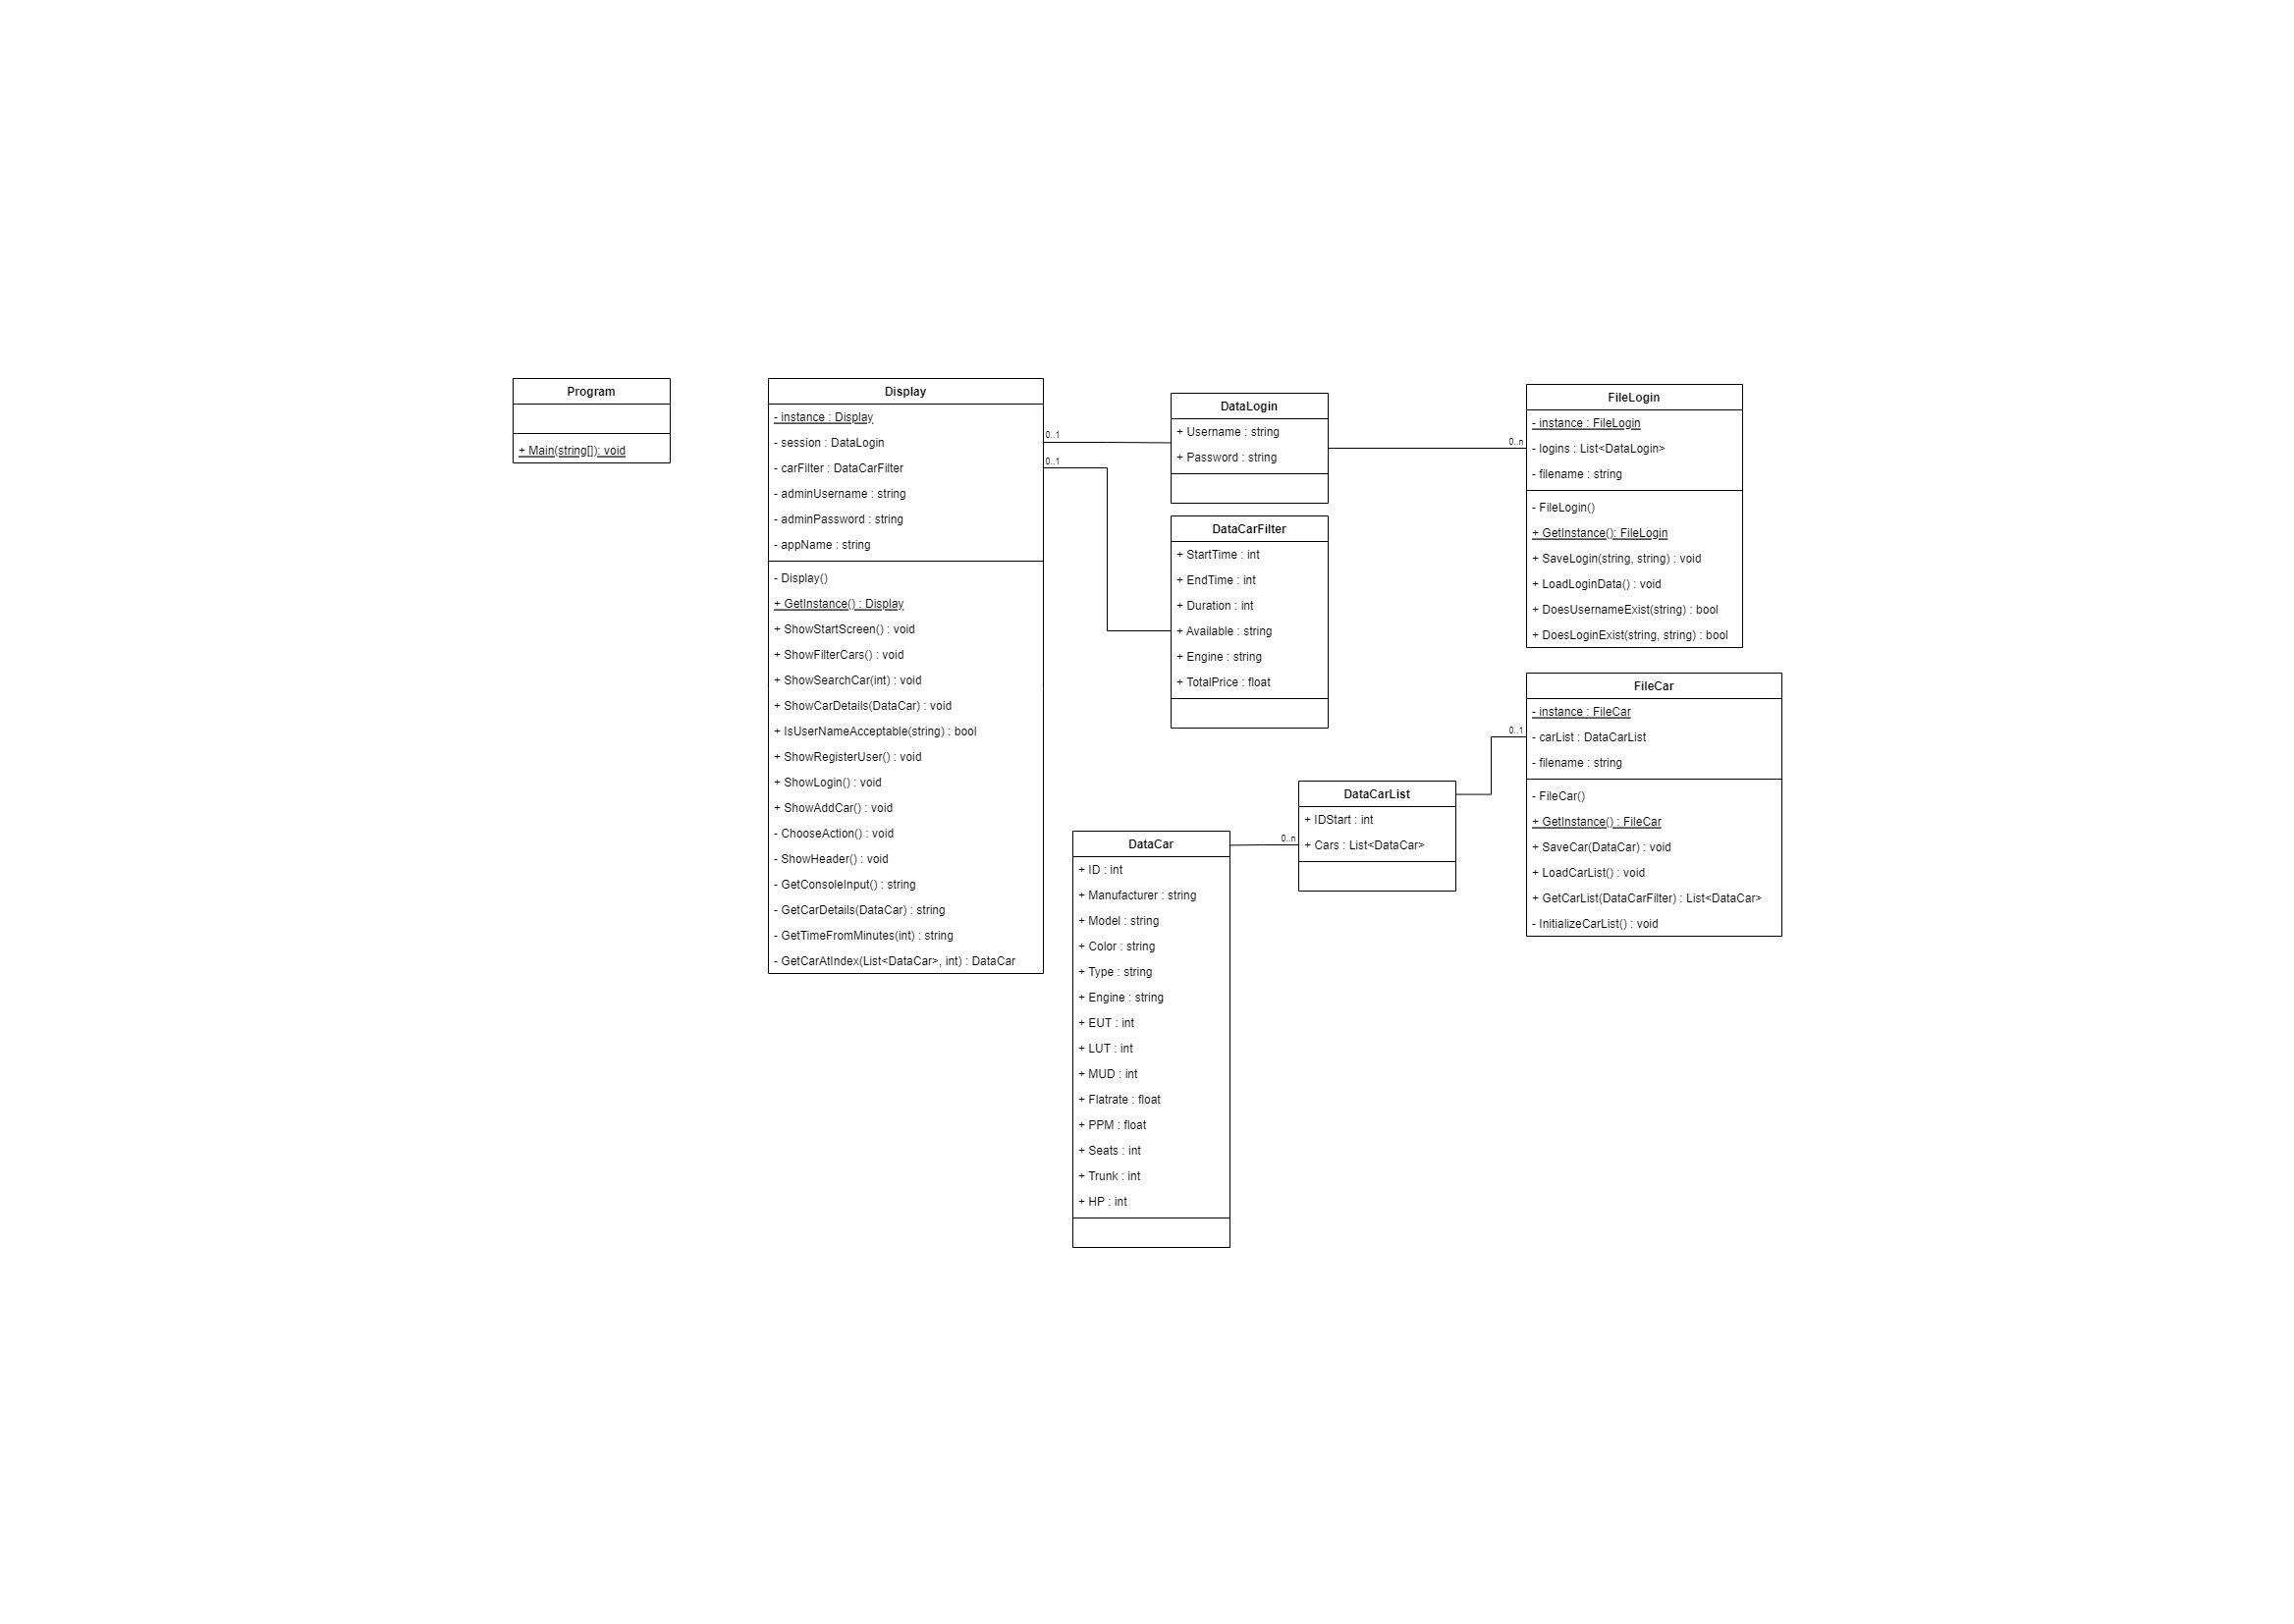 Program
+ Main(string[]): void
Display
- instance : Display
- session : DataLogin
- carFilter : DataCarFilter
- adminUsername : string
- adminPassword : string
- appName : string
- Display()
+ GetInstance() : Display
+ ShowStartScreen() : void
+ ShowFilterCars() : void
+ ShowSearchCar(int) : void
+ ShowCarDetails(DataCar) : void
+ IsUserNameAcceptable(string) : bool
+ ShowRegisterUser() : void
+ ShowLogin() : void
+ ShowAddCar() : void
- ChooseAction() : void
- ShowHeader() : void
- GetConsoleInput() : string
- GetCarDetails(DataCar) : string
- GetTimeFromMinutes(int) : string
- GetCarAtIndex(List<DataCar>, int) : DataCar
0..1
0..1
DataLogin
+ Username : string
+ Password : string
DataCarFilter
+ StartTime : int
+ EndTime : int
+ Duration : int
+ Available : string
+ Engine : string
+ TotalPrice : float
0..n
FileLogin
- instance : FileLogin
- logins : List<DataLogin>
- filename : string
- FileLogin()
+ GetInstance(): FileLogin
+ SaveLogin(string, string) : void
+ LoadLoginData() : void
+ DoesUsernameExist(string) : bool
+ DoesLoginExist(string, string) : bool
0..1
FileCar
- instance : FileCar
- carList : DataCarList
- filename : string
- FileCar()
+ GetInstance() : FileCar
+ SaveCar(DataCar) : void
+ LoadCarList() : void
+ GetCarList(DataCarFilter) : List<DataCar>
- InitializeCarList() : void
DataCarList
+ IDStart : int
+ Cars : List<DataCar>
0..n
DataCar
+ ID : int
+ Manufacturer : string
+ Model : string
+ Color : string
+ Type : string
+ Engine : string
+ EUT : int
+ LUT : int
+ MUD : int
+ Flatrate : float
+ PPM : float
+ Seats : int
+ Trunk : int
+ HP : int